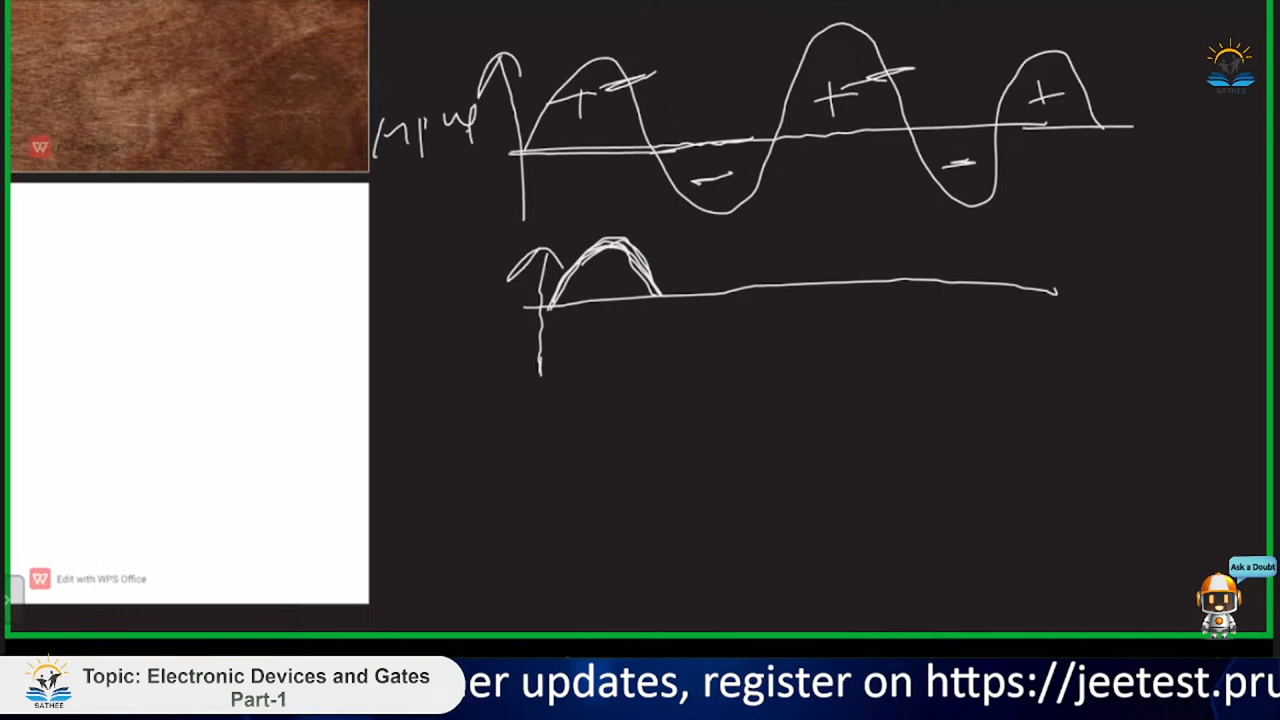 SATHEE
+ + +
- - -
Edit with WPS Office
Ask a Doubt
Topic: Electronic Devices and Gates
Part-1
SATHEE
er updates, register on https://jeetest.pru